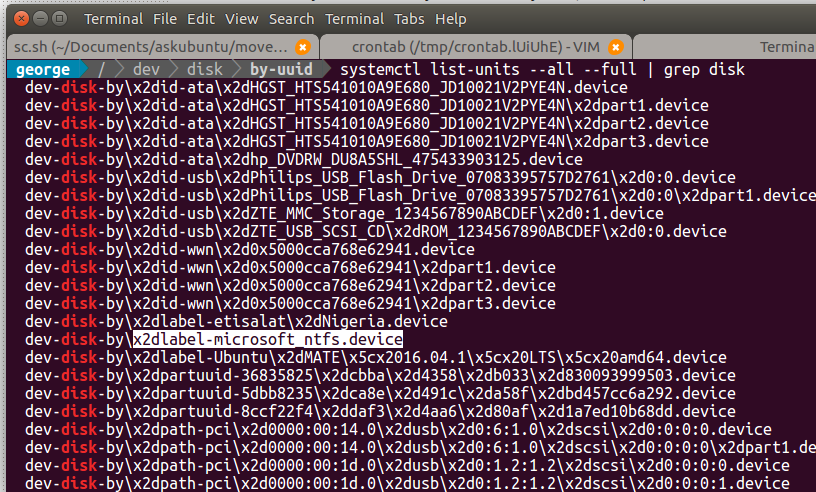 Terminal File Edit View Search Terminal Tabs Help
sc.sh (~/Documents/askubuntu/move... crontab (/tmp/crontab.lUiUhE) - VIM Termina
george / dev disk by-uuid systemctl list-units --all --full | grep disk
dev-disk-by\x2did-ata\x2dHGST_HTS541010A9E680_JD10021V2PYE4N.device
dev-disk-by\x2did-ata\x2dHGST_HTS541010A9E680_JD10021V2PYE4N\x2dpart1.device
dev-disk-by\x2did-ata\x2dHGST_HTS541010A9E680_JD10021V2PYE4N\x2dpart2.device
dev-disk-by\x2did-ata\x2dHGST_HTS541010A9E680_JD10021V2PYE4N\x2dpart3.device
dev-disk-by\x2did-ata\x2dhp_DVDRW_DU8A5SHL_475433903125.device
dev-disk-by\x2did-usb\x2dPhilips_USB_Flash_Drive_07083395757D2761\x2d0:0.device
dev-disk-by\x2did-usb\x2dPhilips_USB_Flash_Drive_07083395757D2761\x2d0:0\x2dpart1.device
dev-disk-by\x2did-usb\x2dZTE_MMC_Storage_1234567890ABCDEF\x2d0:1.device
dev-disk-by\x2did-usb\x2dZTE_USB_SCSI_CD\x2dROM_1234567890ABCDEF\x2d0:0.device
dev-disk-by\x2did-wwn\x2d0x5000cca768e62941.device
dev-disk-by\x2did-wwn\x2d0x5000cca768e62941\x2dpart1.device
dev-disk-by\x2did-wwn\x2d0x5000cca768e62941\x2dpart2.device
dev-disk-by\x2did-wwn\x2d0x5000cca768e62941\x2dpart3.device
dev-disk-by\x2dlabel-etisalat\x2dNigeria.device
dev-disk-by\x2dlabel-microsoft_ntfs.device
dev-disk-by\x2dlabel-Ubuntu\x2dMATE\x5cx2016.04.1\x5cx20LTS\x5cx20amd64.device
dev-disk-by\x2dpartuuid-36835825\x2dcbba\x2d4358\x2db033\x2d830093999503.device
dev-disk-by\x2dpartuuid-5dbb8235\x2dca8e\x2d491c\x2da58f\x2dbd457cc6a292.device
dev-disk-by\x2dpartuuid-8ccf22f4\x2ddaf3\x2d4aa6\x2d80af\x2d1a7ed10b68dd.device
dev-disk-by\x2dpath-pci\x2d0000:00:14.0\x2dusb\x2d0:6:1.0\x2dscsi\x2d0:0:0:0.device
dev-disk-by\x2dpath-pci\x2d0000:00:14.0\x2dusb\x2d0:6:1.0\x2dscsi\x2d0:0:0:0\x2dpart1.de
dev-disk-by\x2dpath-pci\x2d0000:00:1d.0\x2dusb\x2d0:1.2:1.2\x2dscsi\x2d0:0:0:0.device
dev-disk-by\x2dpath-pci\x2d0000:00:1d.0\x2dusb\x2d0:1.2:1.2\x2dscsi\x2d0:0:0:1.device